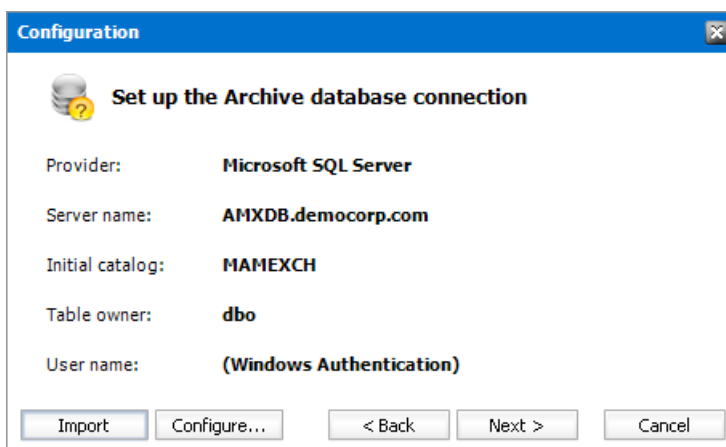 Configuration
Set up the Archive database connection
Provider: Microsoft SQL Server
Server name: AMXDB.democorp.com
Initial catalog: MAMEXCH
Table owner: dbo
User name: (Windows Authentication)
Import Configure... < Back Next > Cancel